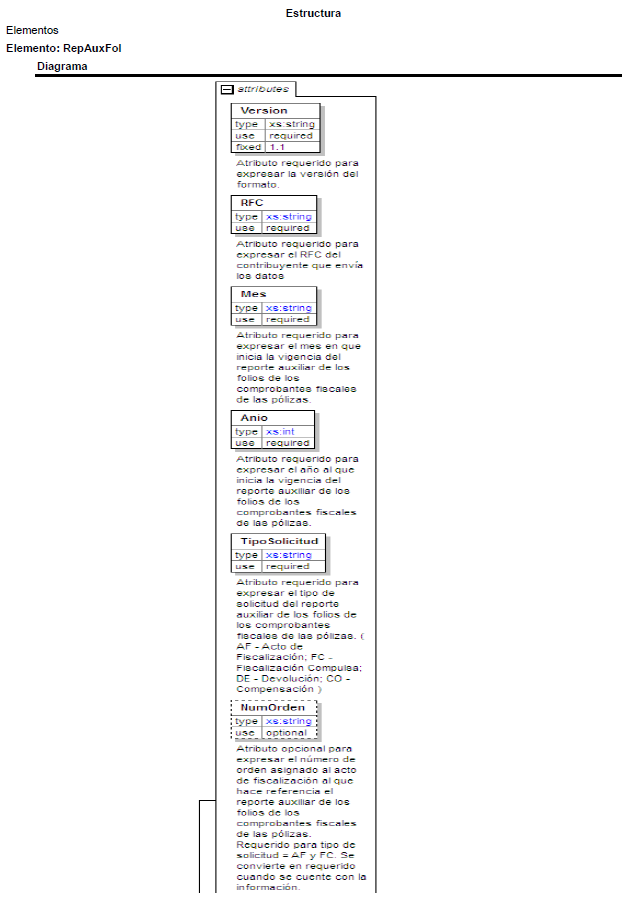 Estructura
Elementos
Elemento: RepAuxFol
Diagrama
attributes
Version
type xs:string
use required
fixed 1.1
Atributo requerido para
expresar la versión del
formato.
RFC
type xs:string
use required
Atributo requerido para
expresar el RFC del
contribuyente que envía
los datos
Mes
type xs:string
use required
Atributo requerido para
expresar el mes en que
inicia la vigencia del
reporte auxiliar de los
folios de los
comprobantes fiscales
de las pólizas.
Anio
type xs:int
use required
Atributo requerido para
expresar el año al que
inicia la vigencia del
reporte auxiliar de los
folios de los
comprobantes fiscales
de las pólizas.
TipoSolicitud
type xs:string
use required
Atributo requerido para
expresar el tipo de
solicitud del reporte
auxiliar de los folios de
los comprobantes
fiscales de las pólizas. (
AF - Acto de
Fiscalización; FC -
Fiscalización Compulsa;
DE - Devolución; CO -
Compensación )
NumOrden
type xs:string
use optional
Atributo opcional para
expresar el número de
orden asignado al acto
de fiscalización al que
hace referencia el
reporte auxiliar de los
folios de los
comprobantes fiscales
de las pólizas.
Requerido para tipo de
solicitud = AF y FC. Se
convierte en requerido
cuando se cuente con la
información.